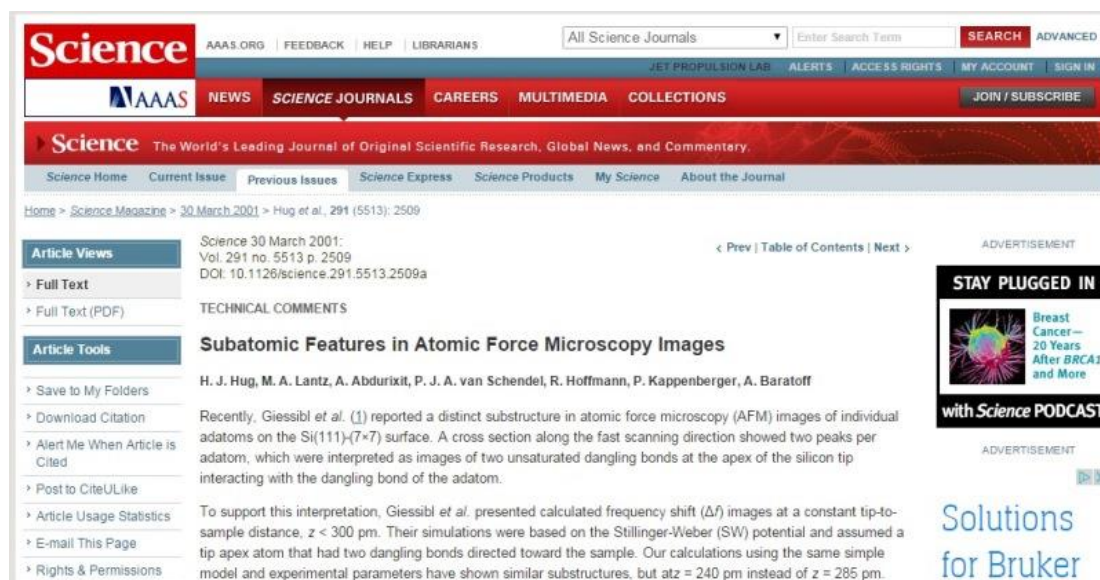 Science
AAAS.ORG FEEDBACK HELP LIBRARIANS
All Science Journals
Enter Search Term
SEARCH
ADVANCED
JET PROPULSION LAB ALERTS ACCESS RIGHTS MY ACCOUNT SIGN IN
AAAS
NEWS SCIENCE JOURNALS CAREERS MULTIMEDIA COLLECTIONS
JOIN / SUBSCRIBE
Science The World's Leading Journal of Original Scientific Research, Global News, and Commentary.
Science Home Current Issue Previous Issues Science Express Science Products My Science About the Journal
Home > Science Magazine > 30 March 2001 > Hug et al., 291 (5513): 2509
Article Views
› Full Text
› Full Text (PDF)
Article Tools
› Save to My Folders
› Download Citation
› Alert Me When Article is
Cited
› Post to CiteULike
› Article Usage Statistics
› E-mail This Page
› Rights & Permissions
Science 30 March 2001:
Vol. 291 no. 5513 p. 2509
DOI: 10.1126/science.291.5513.2509a
‹ Prev | Table of Contents | Next ›
TECHNICAL COMMENTS
Subatomic Features in Atomic Force Microscopy Images
H. J. Hug, M. A. Lantz, A. Abdurixit, P. J. A. van Schendel, R. Hoffmann, P. Kappenberger, A. Baratoff
Recently, Giessibl et al. (1) reported a distinct substructure in atomic force microscopy (AFM) images of individual
adatoms on the Si(111)-(7×7) surface. A cross section along the fast scanning direction showed two peaks per
adatom, which were interpreted as images of two unsaturated dangling bonds at the apex of the silicon tip
interacting with the dangling bond of the adatom.
To support this interpretation, Giessibl et al. presented calculated frequency shift (Δf) images at a constant tip-to-
sample distance, z < 300 pm. Their simulations were based on the Stillinger-Weber (SW) potential and assumed a
tip apex atom that had two dangling bonds directed toward the sample. Our calculations using the same simple
model and experimental parameters have shown similar substructures, but atz = 240 pm instead of z = 285 pm.
ADVERTISEMENT
STAY PLUGGED IN
Breast
Cancer—
20 Years
After BRCA1
and More
with Science PODCAST
ADVERTISEMENT
Solutions
for Bruker